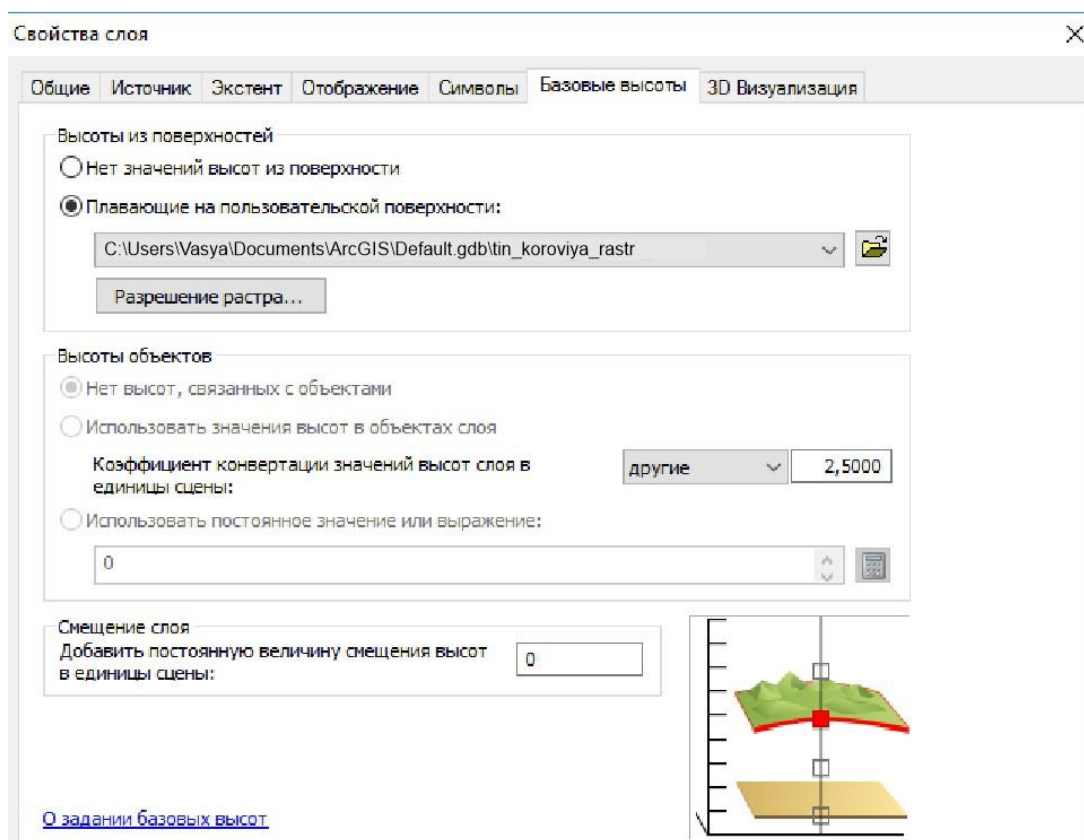 Свойства слоя
Общие Источник Экстент Отображение Символы Базовые высоты 3D Визуализация
Высоты из поверхностей
Нет значений высот из поверхности
Плавающие на пользовательской поверхности:
C:\Users\Vasya\Documents\ArcGIS\Default.gdb\tin_koroviya_rastr
Разрешение растра...
Высоты объектов
Нет высот, связанных с объектами
Использовать значения высот в объектах слоя
Коэффициент конвертации значений высот слоя в
единицы сцены:
другие 2,5000
Использовать постоянное значение или выражение:
0
Смещение слоя
Добавить постоянную величину смещения высот
в единицы сцены:
0
О задании базовых высот